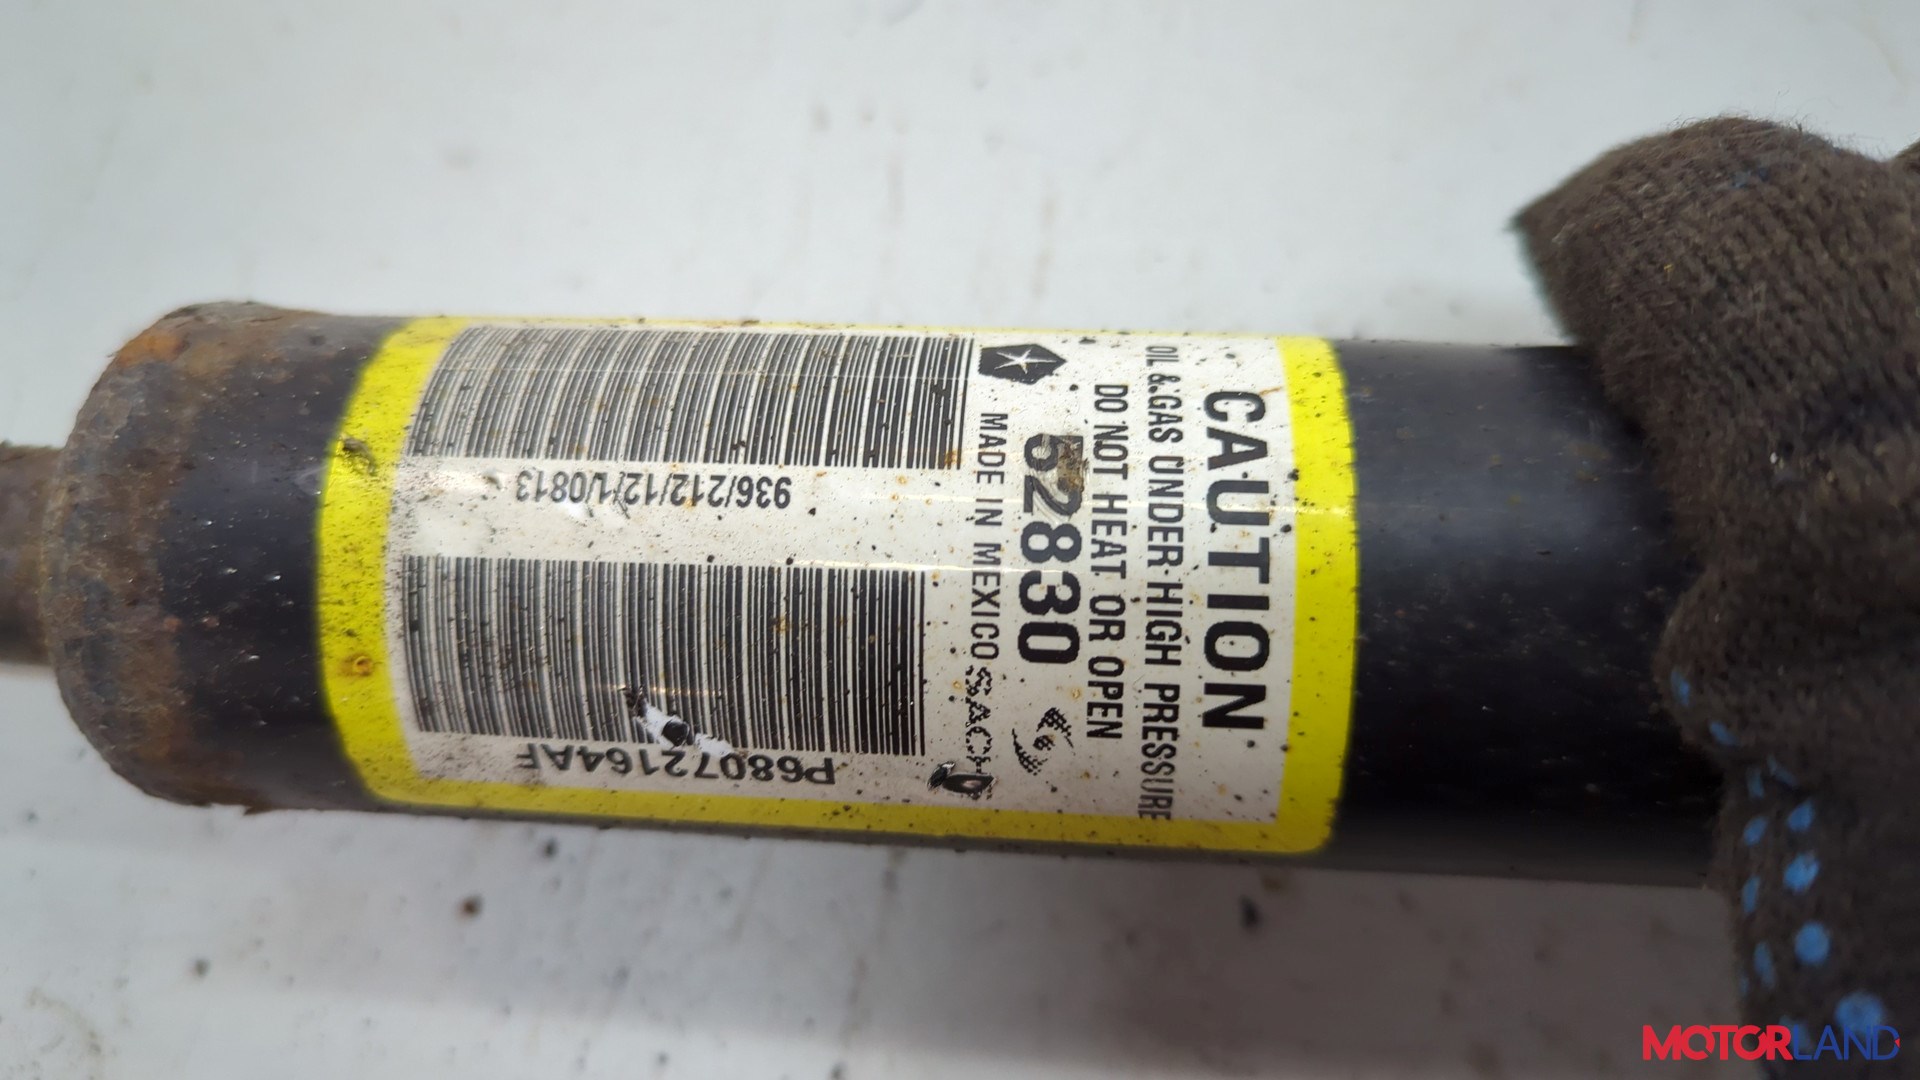 CAUTION
OIL & GAS UNDER HIGH PRESSURE
DO NOT HEAT OR OPEN
52830
MADE IN MEXICO SACH
936/212/12/1/0813
P68072164AF
MOTORLAND